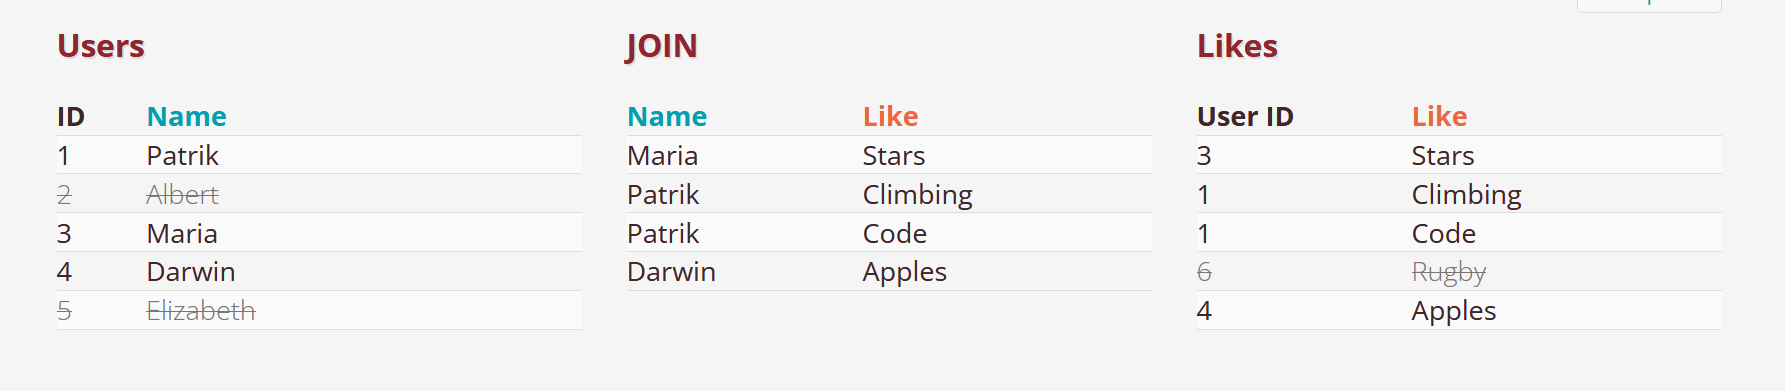 Users
ID Name
1 Patrik
2 Albert
3 Maria
4 Darwin
5 Elizabeth
JOIN
Name Like
Maria Stars
Patrik Climbing
Patrik Code
Darwin Apples
Likes
User ID Like
3 Stars
1 Climbing
1 Code
6 Rugby
4 Apples